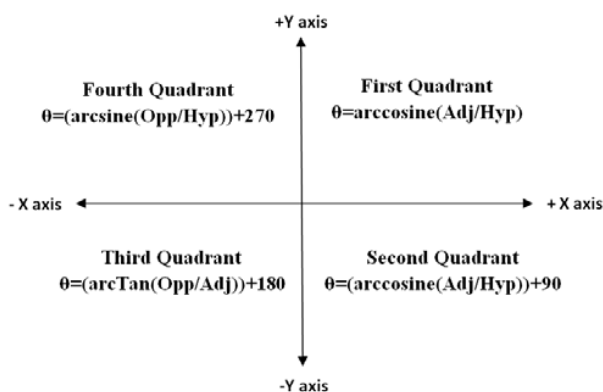 +Y axis
Fourth Quadrant
θ=(arcsine(Opp/Hyp))+270
First Quadrant
θ=arccosine(Adj/Hyp)
- X axis
+ X axis
Third Quadrant
θ=(arcTan(Opp/Adj))+180
Second Quadrant
θ=(arccosine(Adj/Hyp))+90
-Y axis